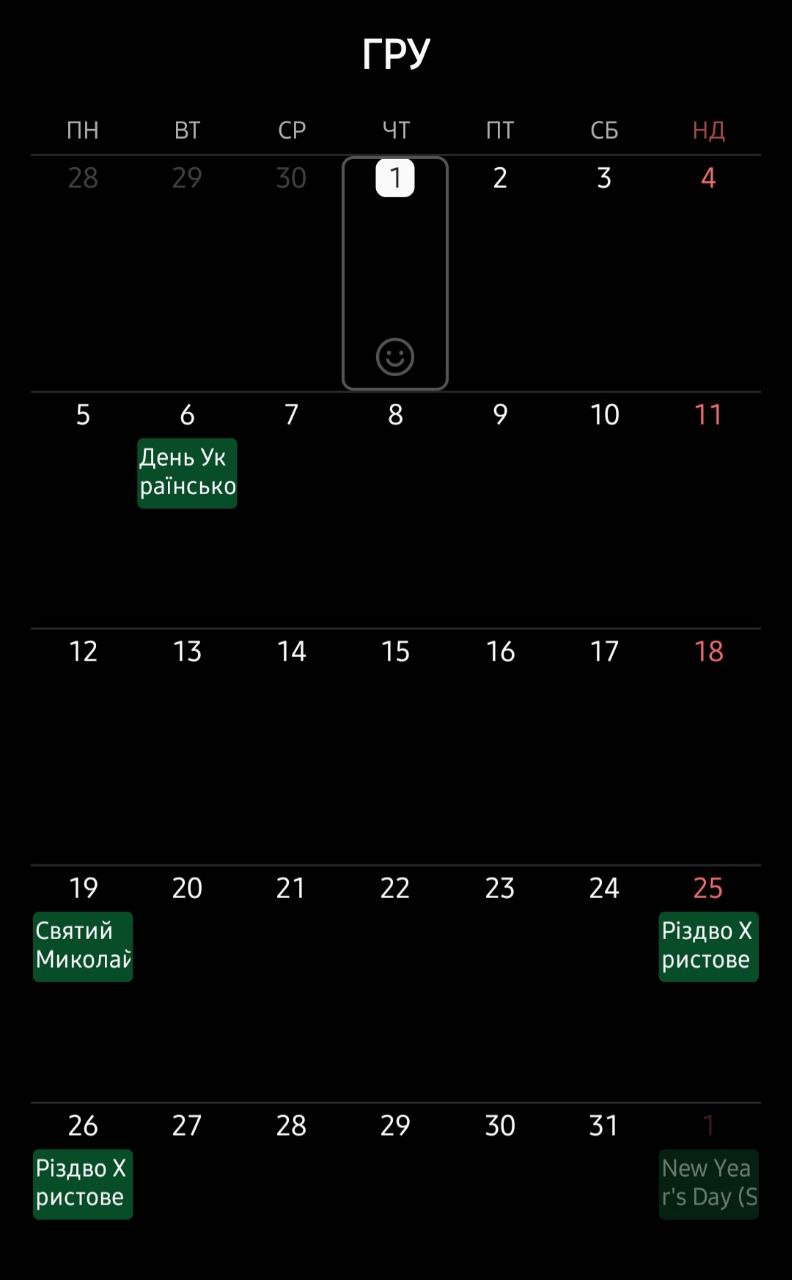 ГРУ
ПН ВТ СР ЧТ ПТ СБ НД
28 29 30 1 2 3 4
5 6 7 8 9 10 11
День Ук
раїнсько
12 13 14 15 16 17 18
19 20 21 22 23 24 25
Святий Різдво Х
Миколай ристове
26 27 28 29 30 31 1
Різдво Х New Yea
ристове r's Day (S